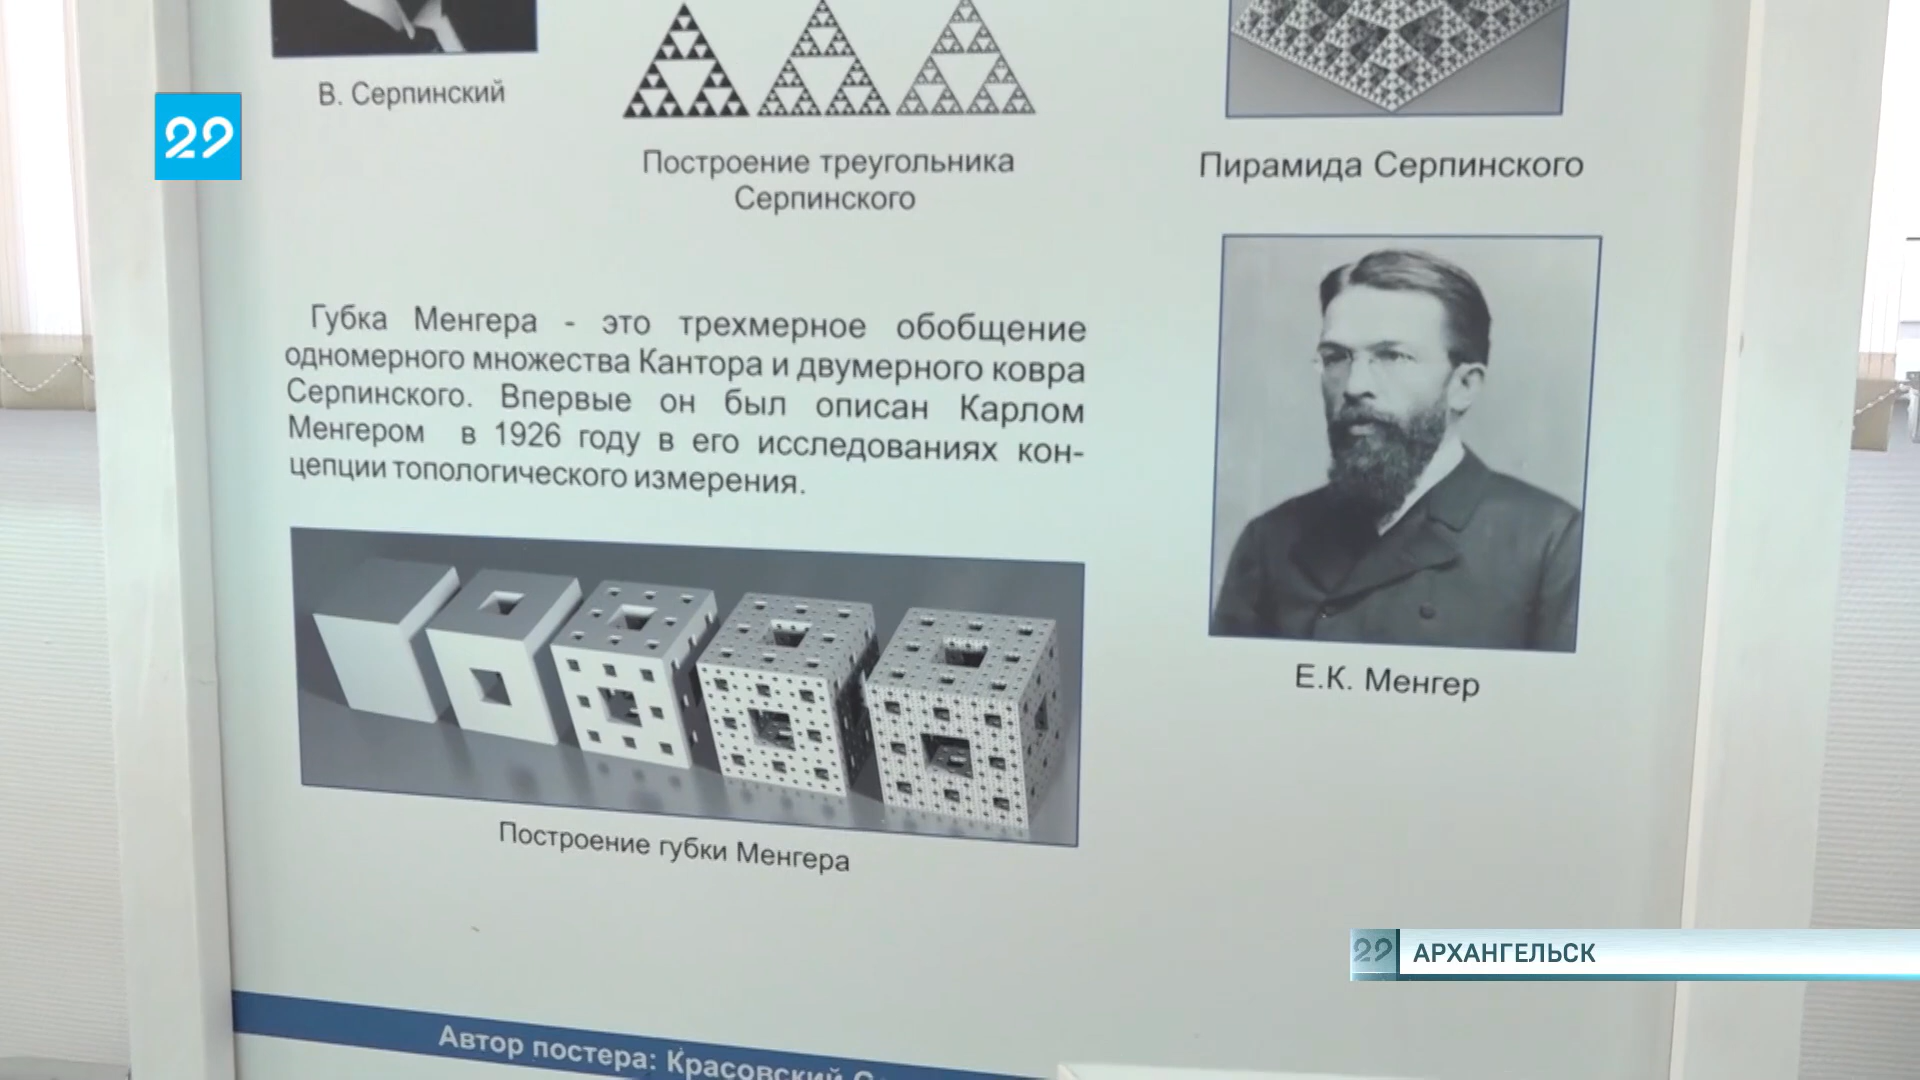 В. Серпинский
29
Построение треугольника
Серпинского
Пирамида Серпинского
Губка Менгера - это трехмерное обобщение
одномерного множества Кантора и двумерного ковра
Серпинского. Впервые он был описан Карлом
Менгером в 1926 году в его исследованиях кон-
цепции топологического измерения.
Е.К. Менгер
Построение губки Менгера
29 АРХАНГЕЛЬСК
Автор постера: Красовский